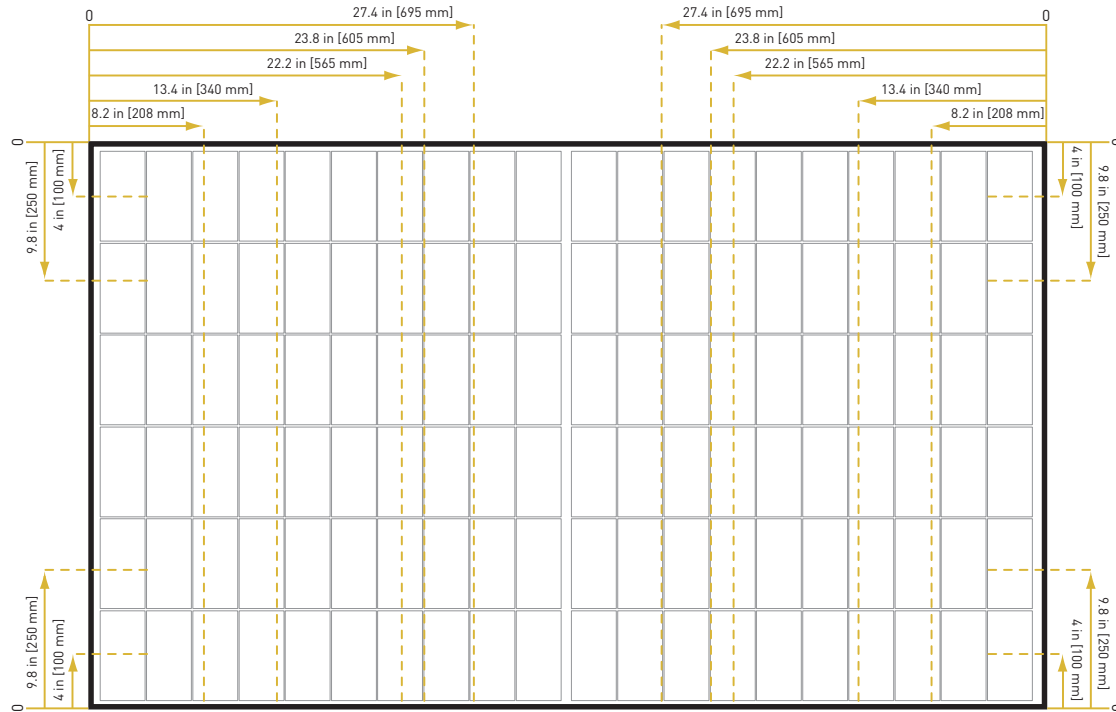 0
27.4 in [695 mm]
27.4 in [695 mm]
0
23.8 in [605 mm]
23.8 in [605 mm]
22.2 in [565 mm]
22.2 in [565 mm]
13.4 in [340 mm]
13.4 in [340 mm]
8.2 in [208 mm]
8.2 in [208 mm]
0
9.8 in [250 mm]
4 in [100 mm]
4 in [100 mm]
9.8 in [250 mm]
0
9.8 in [250 mm]
4 in [100 mm]
4 in [100 mm]
9.8 in [250 mm]
0
0